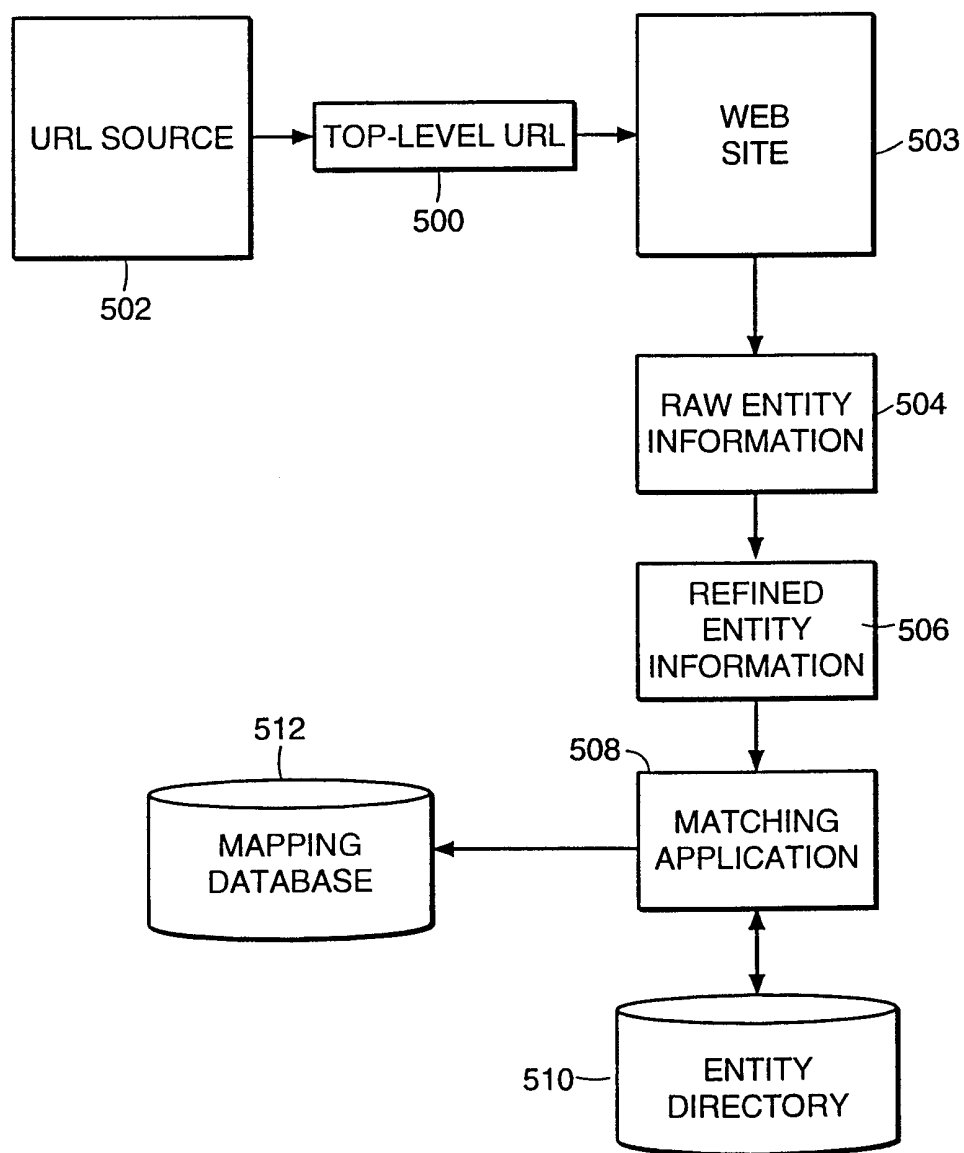 URL SOURCE
502
TOP-LEVEL URL
500
WEB
SITE
503
RAW ENTITY
INFORMATION
504
REFINED
ENTITY
INFORMATION
506
508
MATCHING
APPLICATION
512
MAPPING
DATABASE
510
ENTITY
DIRECTORY